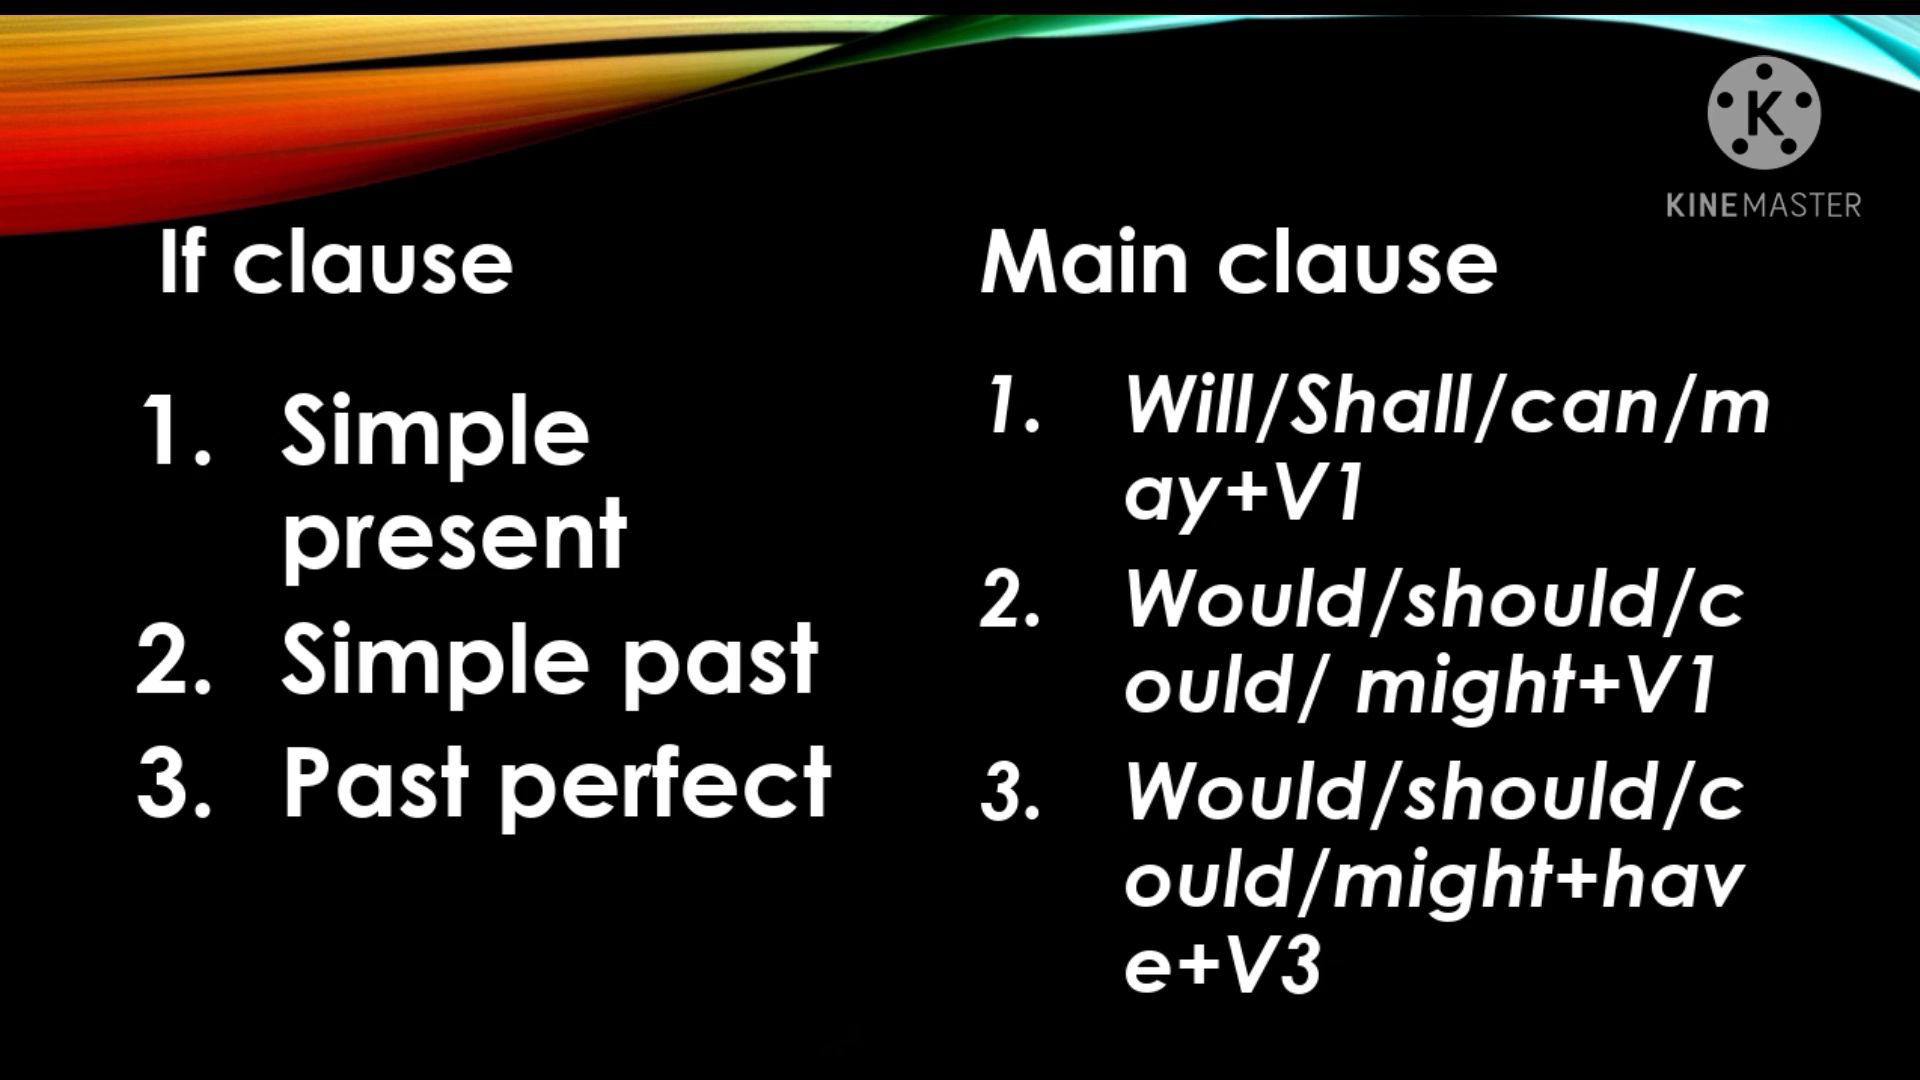 K
KINEMASTER
If clause
1. Simple
present
2. Simple past
3. Past perfect
Main clause
1. Will/Shall/can/m
ay+V1
2. Would/should/c
ould/ might+V1
3. Would/should/c
ould/might+hav
e+V3